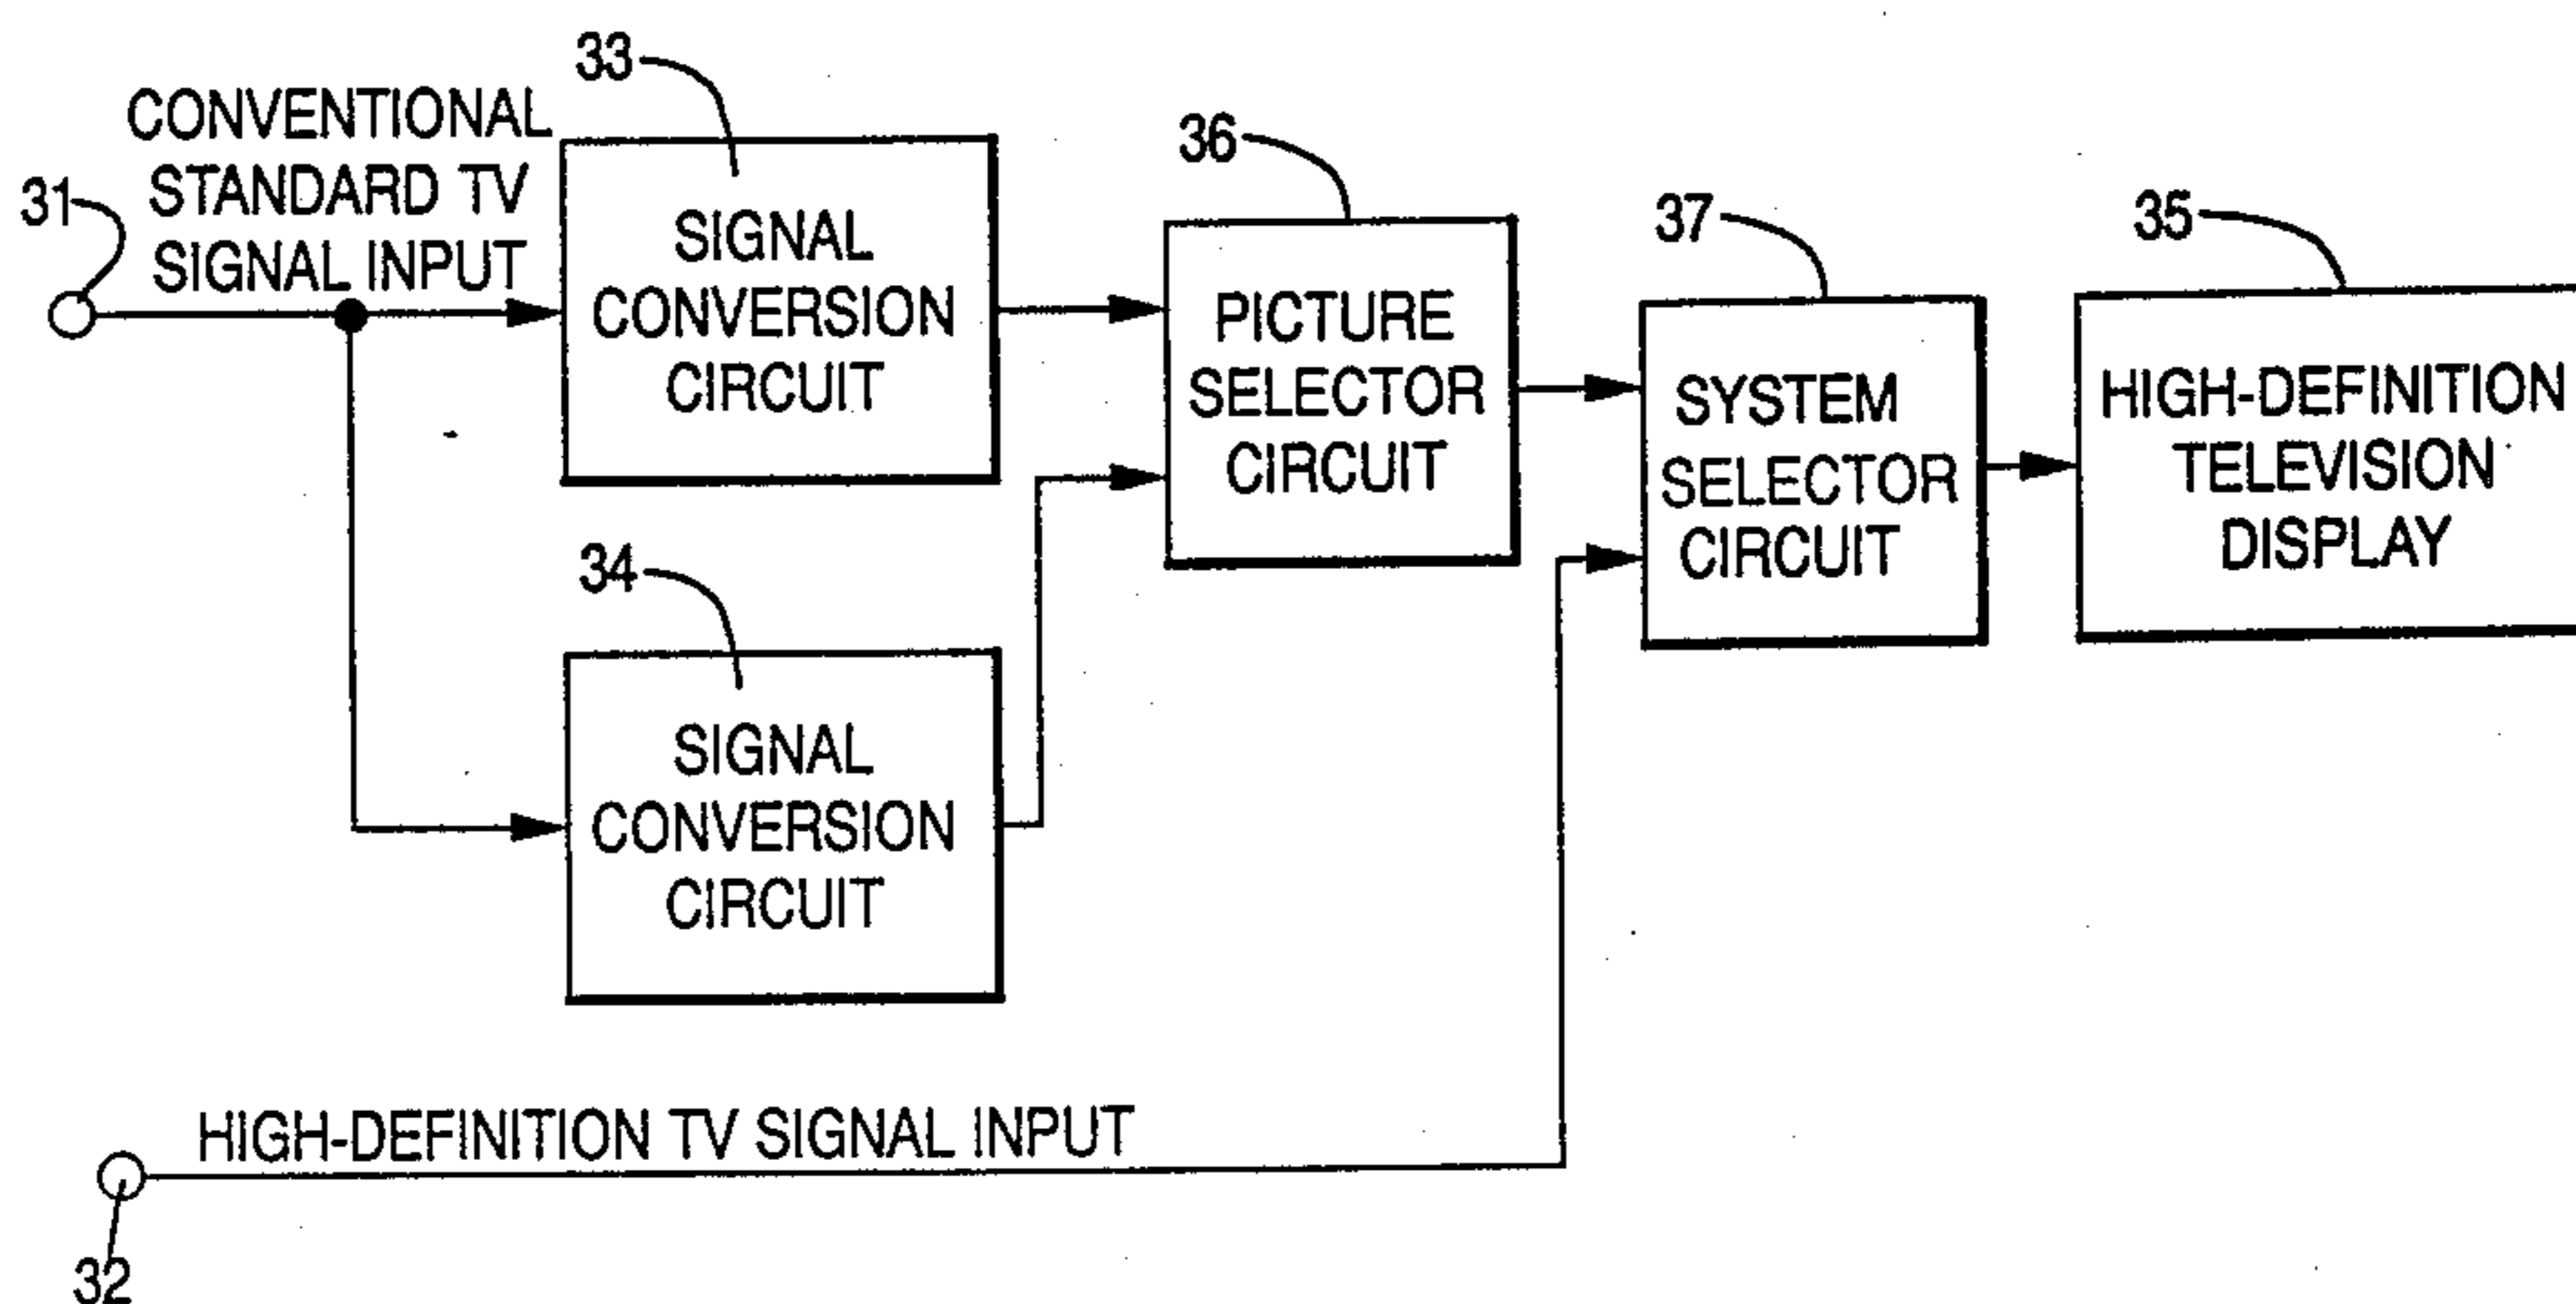 33
CONVENTIONAL
STANDARD TV
SIGNAL INPUT
31
SIGNAL
CONVERSION
CIRCUIT
36
PICTURE
SELECTOR
CIRCUIT
37
SYSTEM
SELECTOR
CIRCUIT
35
HIGH-DEFINITION
TELEVISION
DISPLAY
34
SIGNAL
CONVERSION
CIRCUIT
HIGH-DEFINITION TV SIGNAL INPUT
32